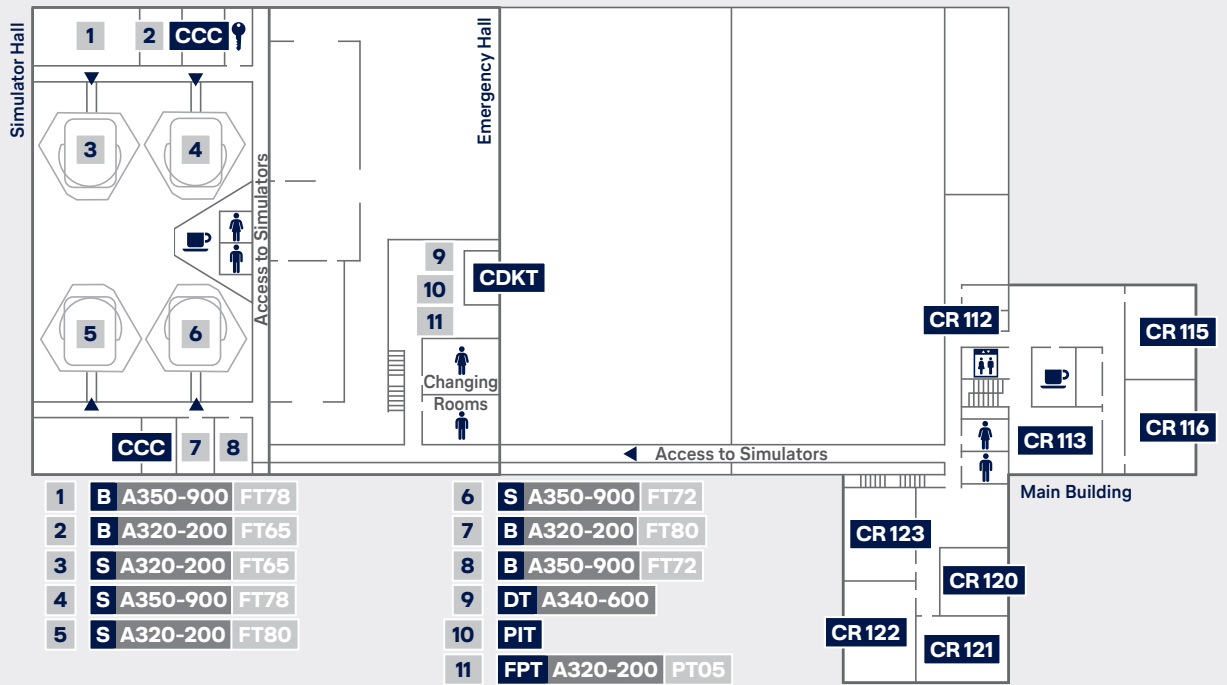 Simulator Hall
1
2
CCC
Emergency Hall
3
4
Access to Simulators
9
CDKT
10
11
5
6
Changing
Rooms
CCC
7
8
CR 112
CR 115
CR 113
CR 116
Access to Simulators
Main Building
CR 123
CR 120
CR 122
CR 121
1 B A350-900 FT78
2 B A320-200 FT65
3 S A320-200 FT65
4 S A350-900 FT78
5 S A320-200 FT80
6 S A350-900 FT72
7 B A320-200 FT80
8 B A350-900 FT72
9 DT A340-600
10 PIT
11 FPT A320-200 PT05